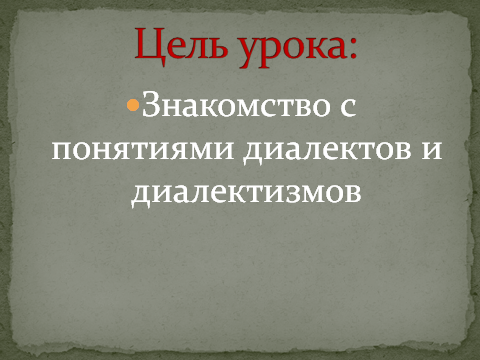 Цель урока:
•Знакомство с
понятиями диалектов и
диалектизмов